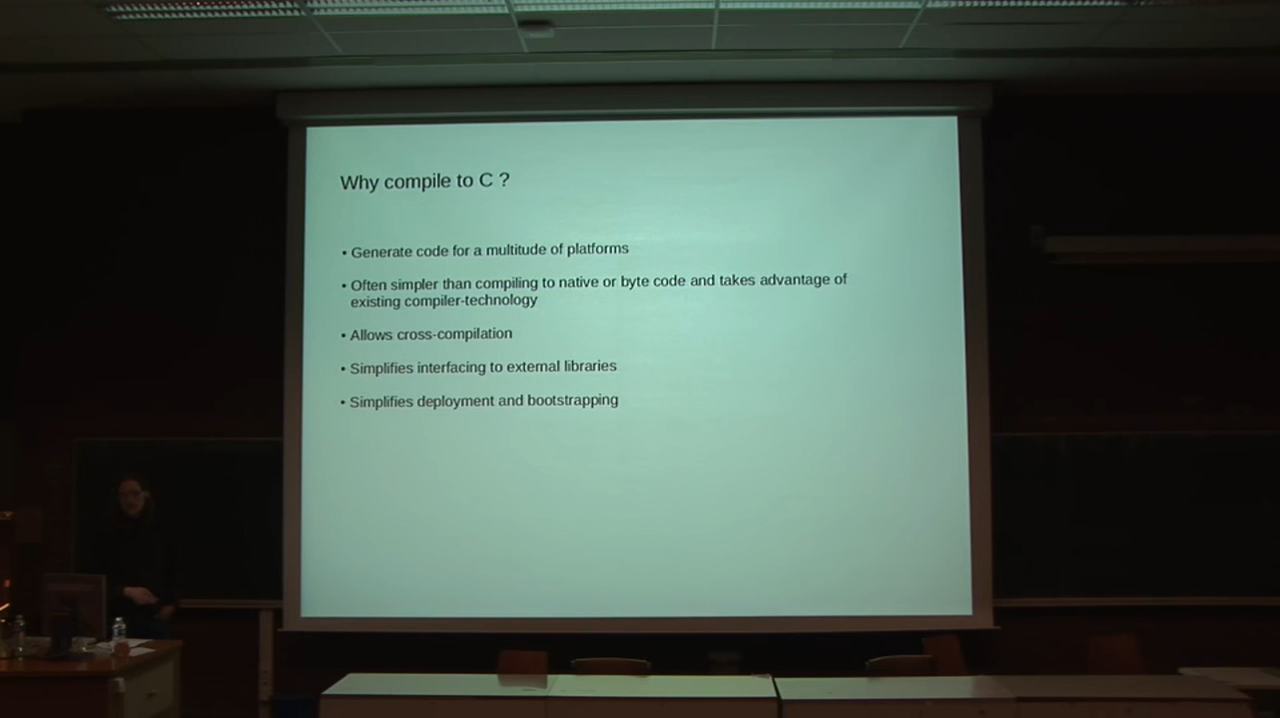 Why compile to C ?
• Generate code for a multitude of platforms
• Often simpler than compiling to native or byte code and takes advantage of
existing compiler-technology
• Allows cross-compilation
• Simplifies interfacing to external libraries
• Simplifies deployment and bootstrapping